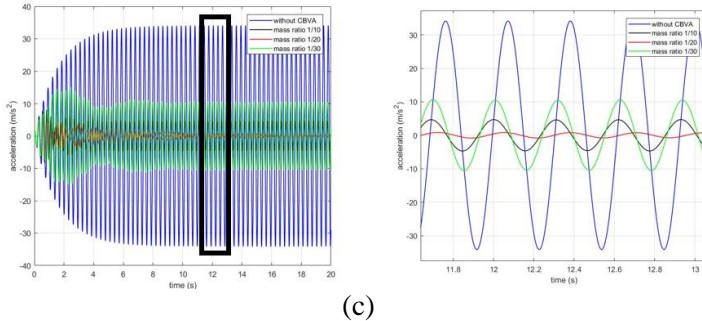 without CBVA
mass ratio 1/10
mass ratio 1/20
mass ratio 1/30
acceleration (m/s²)
40
30
20
10
0
-10
-20
-30
-40
0 2 4 6 8 10 12 14 16 18 20
time (s)
without CBVA
mass ratio 1/10
mass ratio 1/20
mass ratio 1/30
acceleration (m/s²)
30
20
10
0
-10
-20
-30
11.8 12 12.2 12.4 12.6 12.8 13
time (s)
(c)